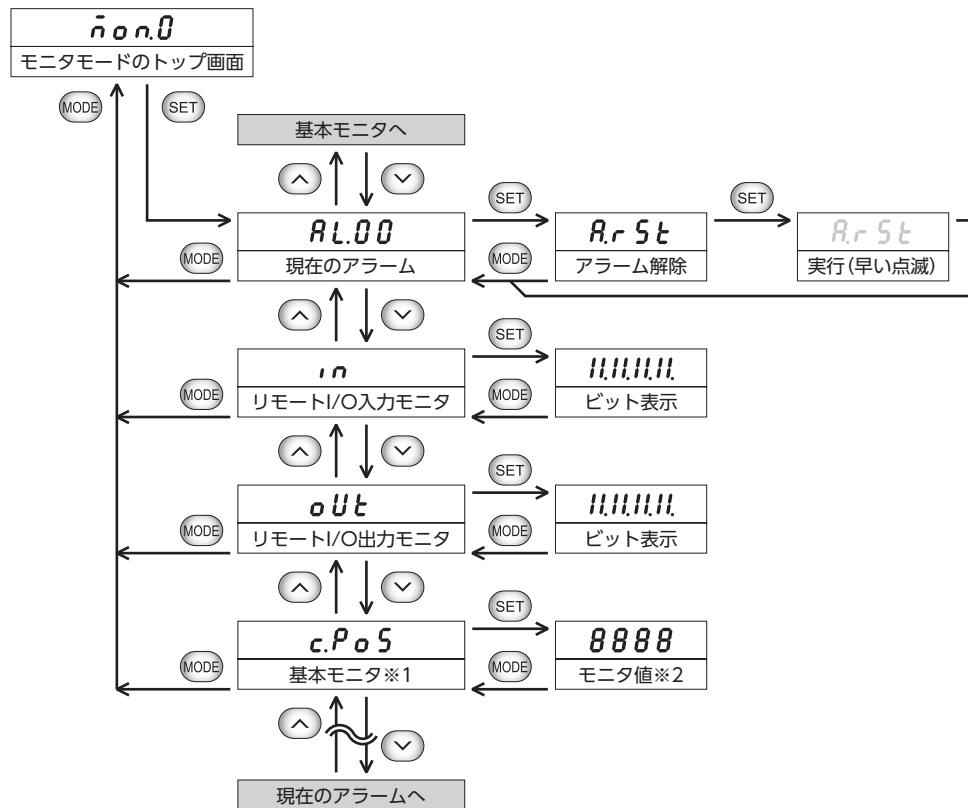 ñon.0
モニタモードのトップ画面
MODE
SET
基本モニタへ
SET
SET
AL.00
A.rSt
A.rSt
MODE
現在のアラーム
MODE
アラーム解除
実行(早い点滅)
SET
in
11.11.11.11.
MODE
リモートI/O入力モニタ
MODE
ビット表示
SET
oUt
11.11.11.11.
MODE
リモートI/O出力モニタ
MODE
ビット表示
SET
c.PoS
8888
MODE
基本モニタ※1
MODE
モニタ値※2
現在のアラームへ